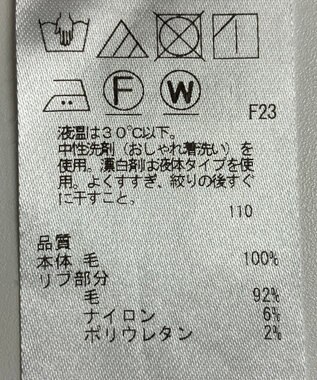 F W
F23
液温は30℃以下。
中性洗剤（おしゃれ着洗い）を
使用。漂白剤は液体タイプを使
用。よくすすぎ、絞りの後すぐ
に干すこと。
110
品質
本体 毛 100%
リブ部分
毛 92%
ナイロン 6%
ポリウレタン 2%